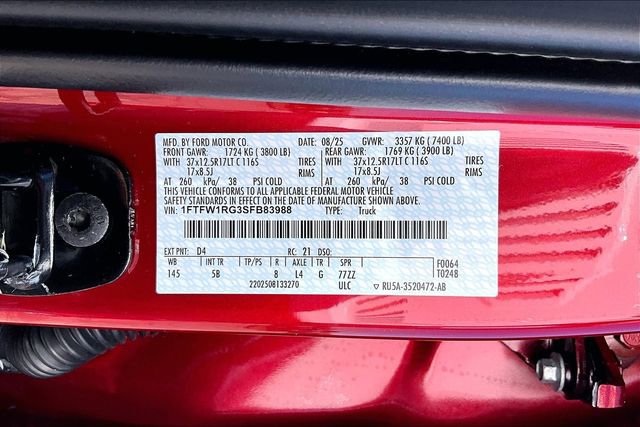 MFD. BY FORD MOTOR CO. DATE: 08/25 GVWR: 3357 KG ( 7400 LB)
FRONT GAWR: 1724 KG ( 3800 LB) REAR GAWR: 1769 KG ( 3900 LB)
WITH 37x12.5R17LT C 116S TIRES WITH 37x12.5R17LT C 116S TIRES
17x8.5J RIMS 17x8.5J RIMS
AT 260 kPa/ 38 PSI COLD AT 260 kPa/ 38 PSI COLD
THIS VEHICLE CONFORMS TO ALL APPLICABLE FEDERAL MOTOR VEHICLE
SAFETY STANDARDS IN EFFECT ON THE DATE OF MANUFACTURE SHOWN ABOVE.
VIN: 1FTFW1RG3SFB83988 TYPE: Truck
EXT PNT: D4 RC: 21 DSO:
WB INT TR TP/PS R AXLE TR SPR F0064
145 5B 8 L4 G 77ZZ T0248
2202508133270 ULC ▽ RU5A-3520472-AB